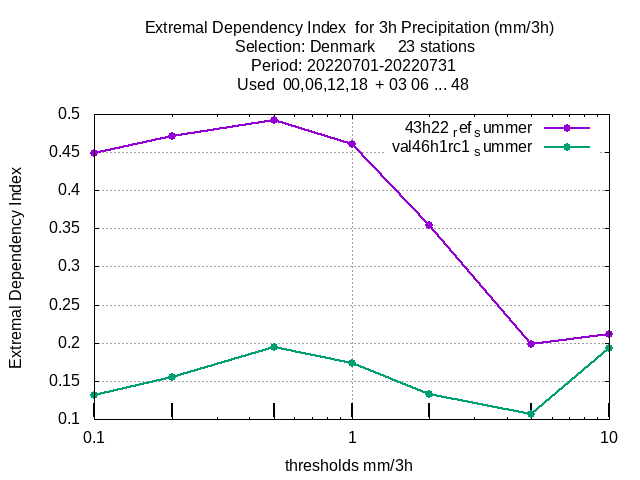 Extremal Dependency Index  for 3h Precipitation (mm/3h)
Selection: Denmark     23 stations
Period: 20220701-20220731
Used  00,06,12,18  + 03 06 ... 48
43h22 ref summer
val46h1rc1 summer
Extremal Dependency Index
0.5
0.45
0.4
0.35
0.3
0.25
0.2
0.15
0.1
0.1 1 10
thresholds mm/3h